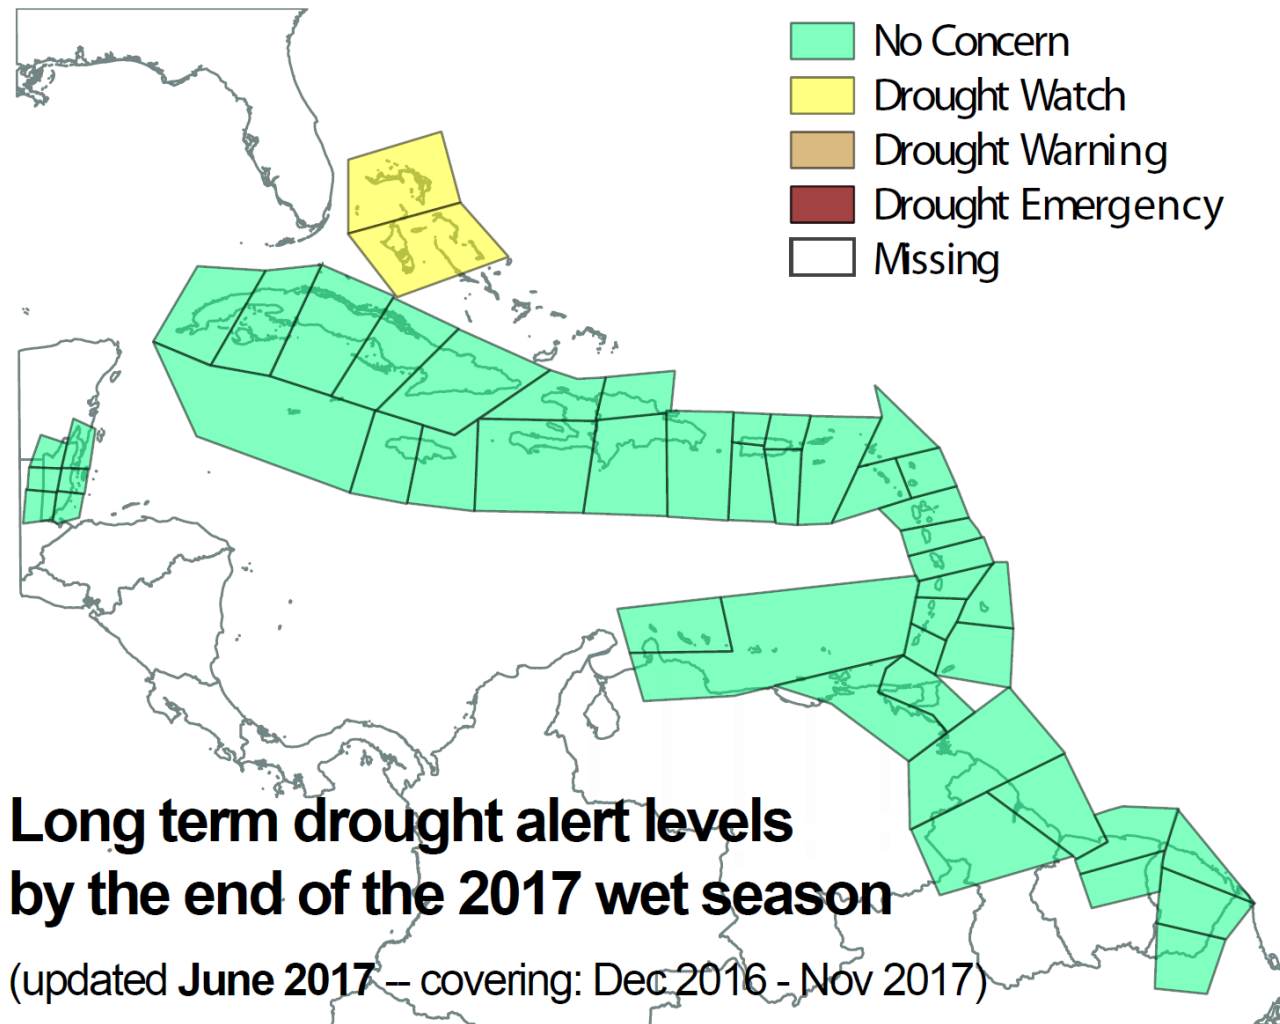 No Concern
Drought Watch
Drought Warning
Drought Emergency
Missing
Long term drought alert levels
by the end of the 2017 wet season
(updated June 2017 -- covering: Dec 2016 - Nov 2017)